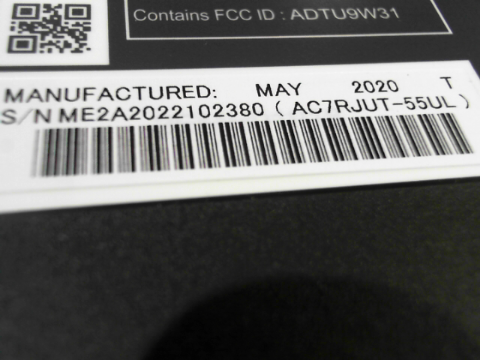 Contains FCC ID : ADTU9W31
MANUFACTURED: MAY 2020 T
S/N ME2A2022102380 ( AC7RJUT-55UL )